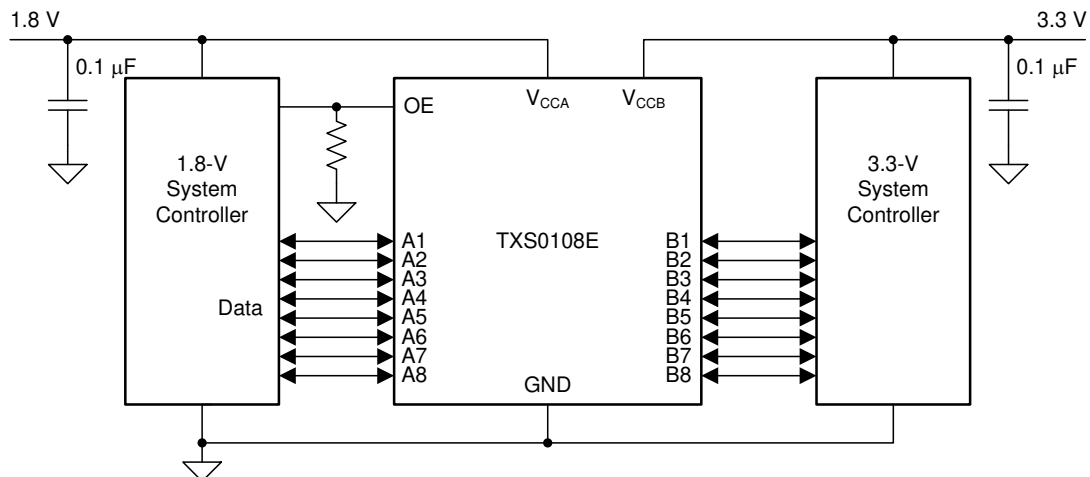 1.8 V
3.3 V
0.1 μF
0.1 μF
VCCA
VCCB
OE
1.8-V
System
Controller
3.3-V
System
Controller
TXS0108E
Data
A1
A2
A3
A4
A5
A6
A7
A8
B1
B2
B3
B4
B5
B6
B7
B8
GND